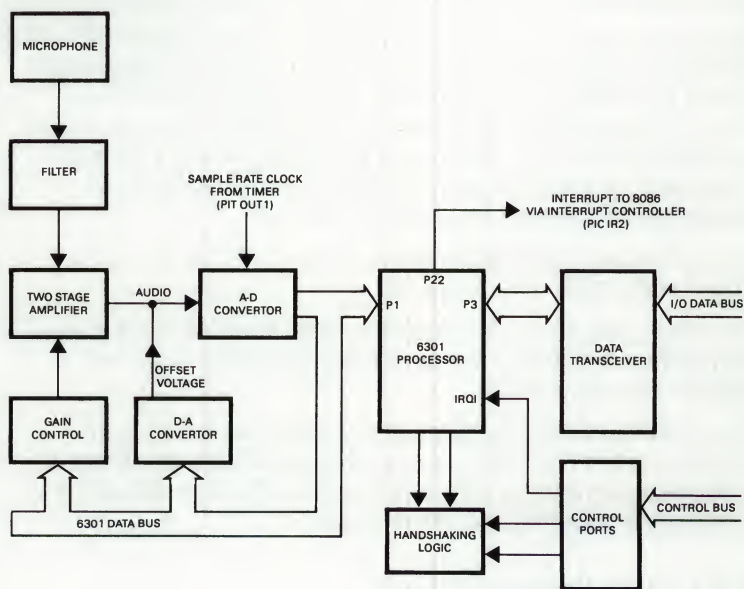 MICROPHONE
FILTER
SAMPLE RATE CLOCK
FROM TIMER
(PIT OUT 1)
INTERRUPT TO 8086
VIA INTERRUPT CONTROLLER
(PIC IR2)
TWO STAGE
AMPLIFIER
AUDIO
A-D
CONVERTOR
P22
P1
P3
6301
PROCESSOR
IRQI
DATA
TRANSCEIVER
I/O DATA BUS
OFFSET
VOLTAGE
GAIN
CONTROL
D-A
CONVERTOR
6301 DATA BUS
HANDSHAKING
LOGIC
CONTROL
PORTS
CONTROL BUS